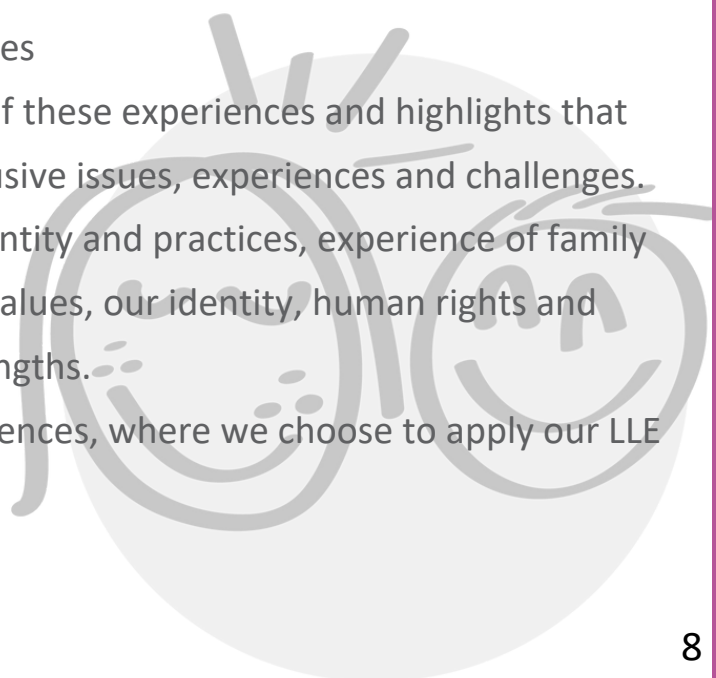 es
f these experiences and highlights that
usive issues, experiences and challenges.
ntity and practices, experience of family
alues, our identity, human rights and
ngths.
ences, where we choose to apply our LLE
8